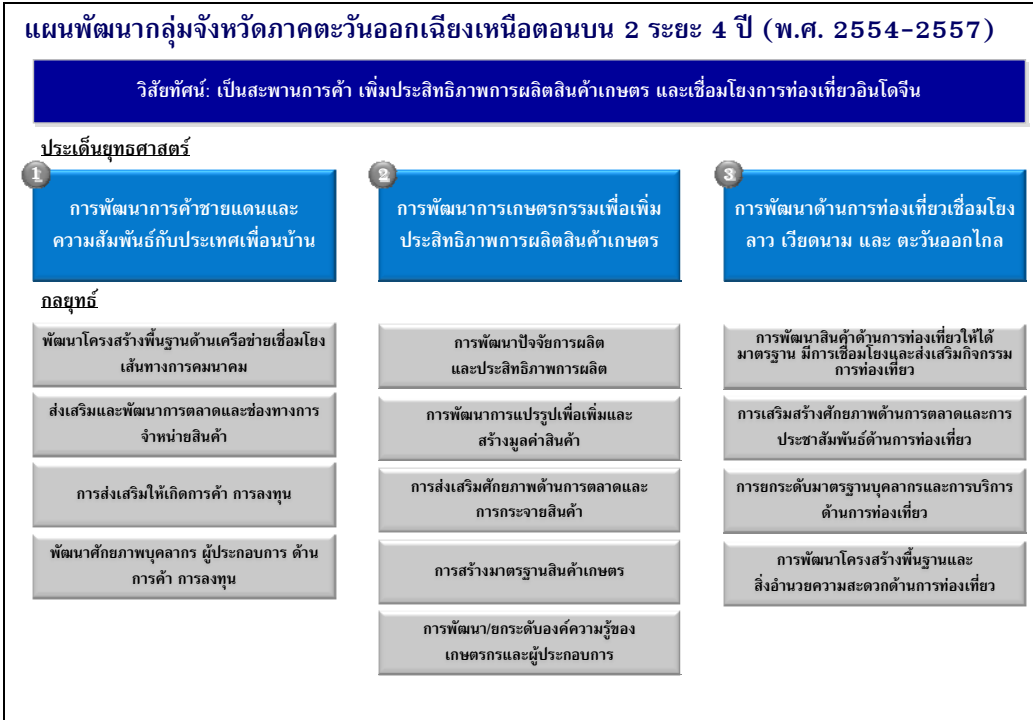 แผนพัฒนากลุ่มจังหวัดภาคตะวันออกเฉียงเหนือตอนบน 2 ระยะ 4 ปี (พ.ศ. 2554-2557)
วิสัยทัศน์: เป็นสะพานการค้า เพิ่มประสิทธิภาพการผลิตสินค้าเกษตร และเชื่อมโยงการท่องเที่ยวอินโดจีน
ประเด็นยุทธศาสตร์
1
การพัฒนาการค้าชายแดนและ
ความสัมพันธ์กับประเทศเพื่อนบ้าน
2
การพัฒนาการเกษตรกรรมเพื่อเพิ่ม
ประสิทธิภาพการผลิตสินค้าเกษตร
3
การพัฒนาด้านการท่องเที่ยวเชื่อมโยง
ลาว เวียดนาม และ ตะวันออกไกล
กลยุทธ์
พัฒนาโครงสร้างพื้นฐานด้านเครือข่ายเชื่อมโยง
เส้นทางการคมนาคม
ส่งเสริมและพัฒนาการตลาดและช่องทางการ
จำหน่ายสินค้า
การส่งเสริมให้เกิดการค้า การลงทุน
พัฒนาศักยภาพบุคลากร ผู้ประกอบการ ด้าน
การค้า การลงทุน
การพัฒนาปัจจัยการผลิต
และประสิทธิภาพการผลิต
การพัฒนาการแปรรูปเพื่อเพิ่มและ
สร้างมูลค่าสินค้า
การส่งเสริมศักยภาพด้านการตลาดและ
การกระจายสินค้า
การสร้างมาตรฐานสินค้าเกษตร
การพัฒนา/ยกระดับองค์ความรู้ของ
เกษตรกรและผู้ประกอบการ
การพัฒนาสินค้าด้านการท่องเที่ยวให้ได้
มาตรฐาน มีการเชื่อมโยงและส่งเสริมกิจกรรม
การท่องเที่ยว
การเสริมสร้างศักยภาพด้านการตลาดและการ
ประชาสัมพันธ์ด้านการท่องเที่ยว
การยกระดับมาตรฐานบุคลากรและการบริการ
ด้านการท่องเที่ยว
การพัฒนาโครงสร้างพื้นฐานและ
สิ่งอำนวยความสะดวกด้านการท่องเที่ยว